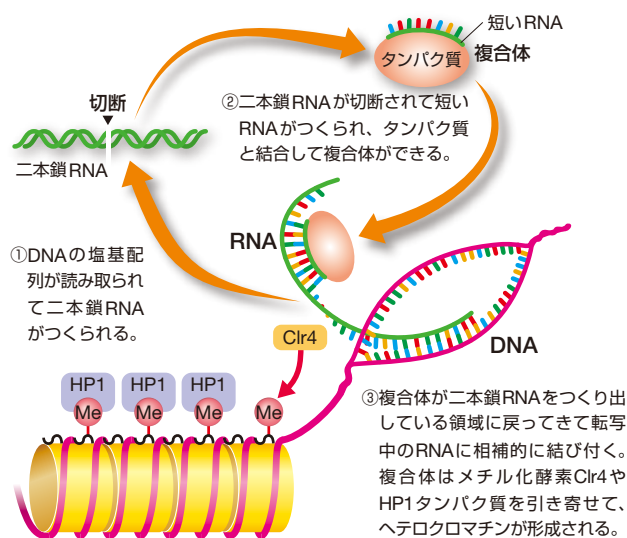 短いRNA
タンパク質
複合体
②二本鎖RNAが切断されて短い
RNAがつくられ、タンパク質
と結合して複合体ができる。
切断
二本鎖RNA
①DNAの塩基配
列が読み取られ
て二本鎖RNA
がつくられる。
RNA
DNA
Clr4
HP1
HP1
HP1
Me
Me
Me
Me
③複合体が二本鎖RNAをつくり出
している領域に戻ってきて転写
中のRNAに相補的に結び付く。
複合体はメチル化酵素Clr4や
HP1タンパク質を引き寄せて、
ヘテロクロマチンが形成される。